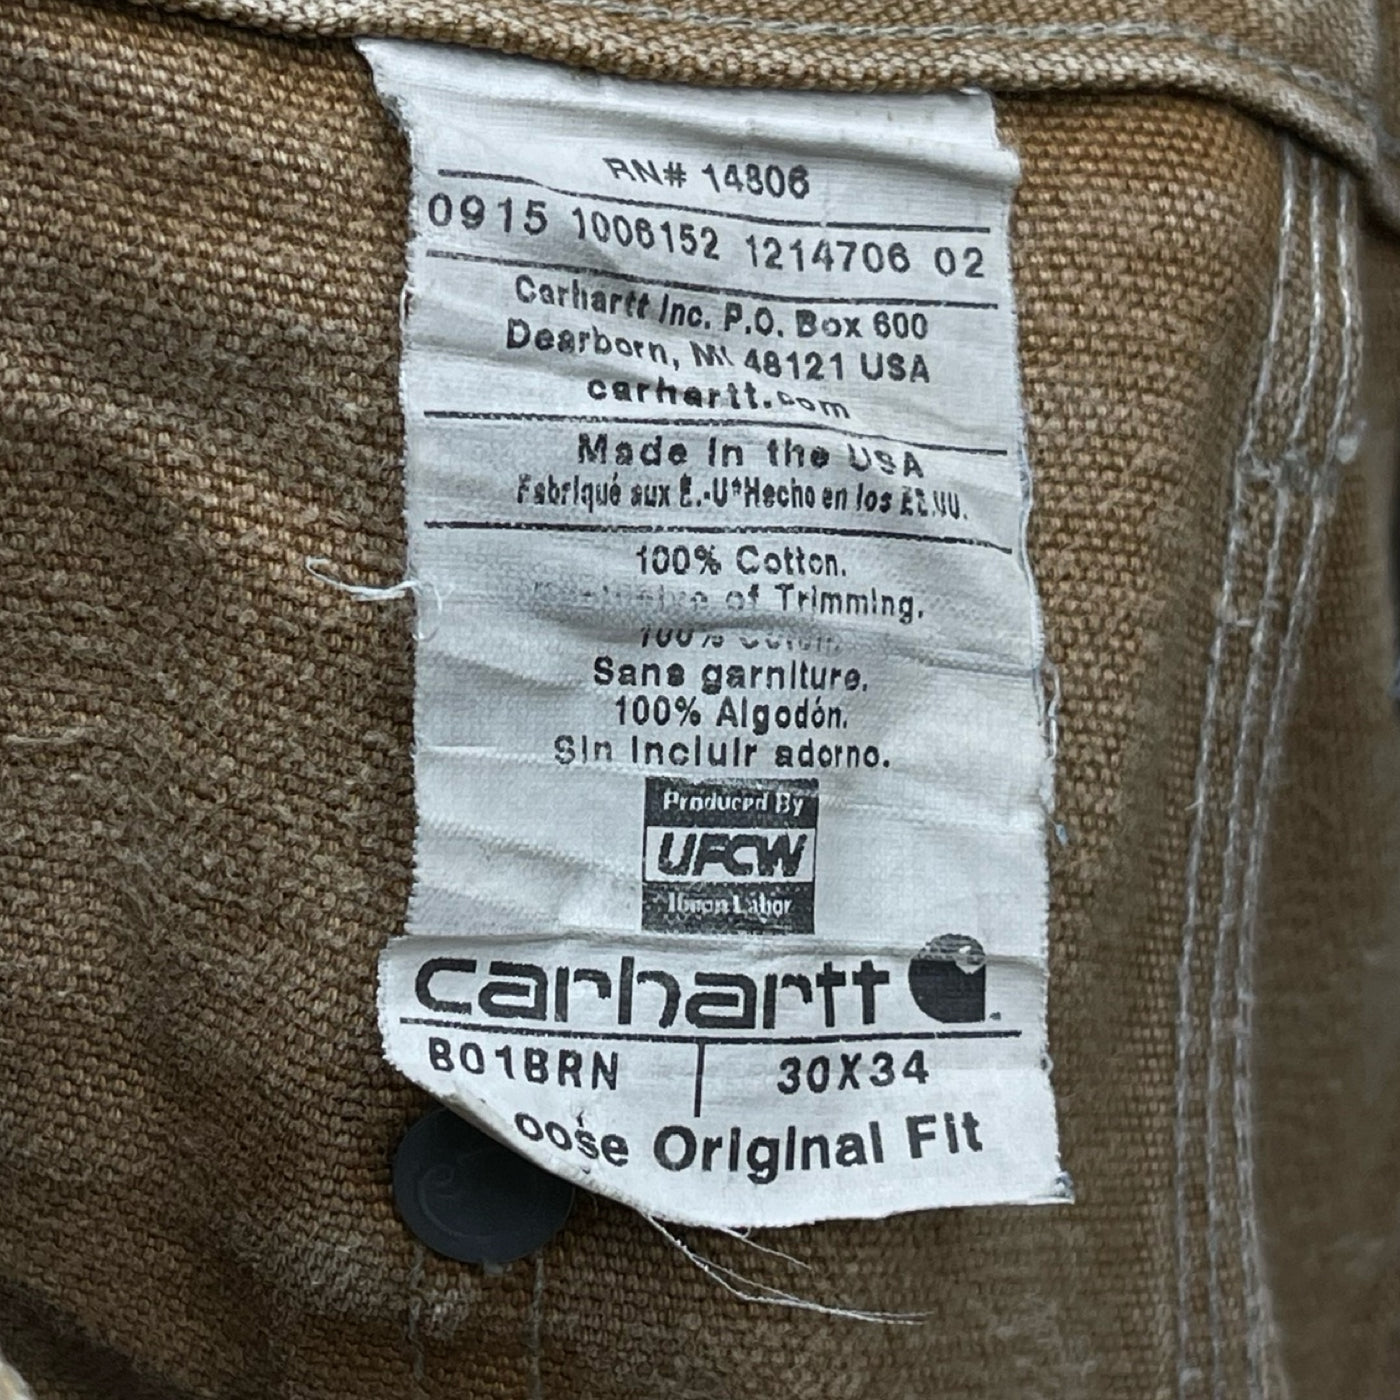 RN# 14806
0915 1006152 1214706 02
Carhartt Inc. P.O. Box 600
Dearborn, MI 48121 USA
carhartt.com
Made in the USA
Fabriqué aux É.-U*Hecho en los EE.UU.
100% Cotton.
of Trimming.
100%
Sans garniture.
100% Algodón.
Sin incluir adorno.
Produced By
UFCW
Union Labor
carhartt
B01BRN | 30X34
oose Original Fit